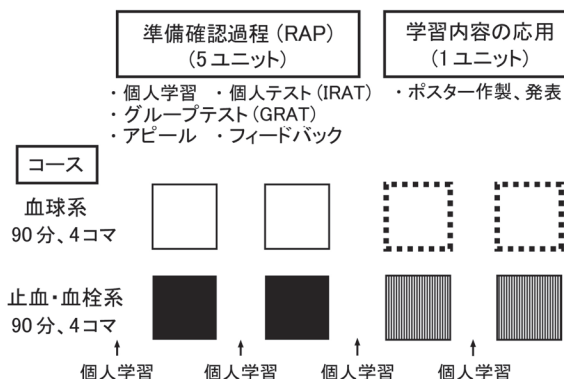 準備確認過程(RAP)
(5ユニット)
学習内容の応用
(1ユニット)
・個人学習 ・個人テスト(IRAT)
・グループテスト(GRAT)
・アピール ・フィードバック
・ポスター作製、発表
コース
血球系
90分、4コマ
止血・血栓系
90分、4コマ
個人学習 個人学習 個人学習 個人学習